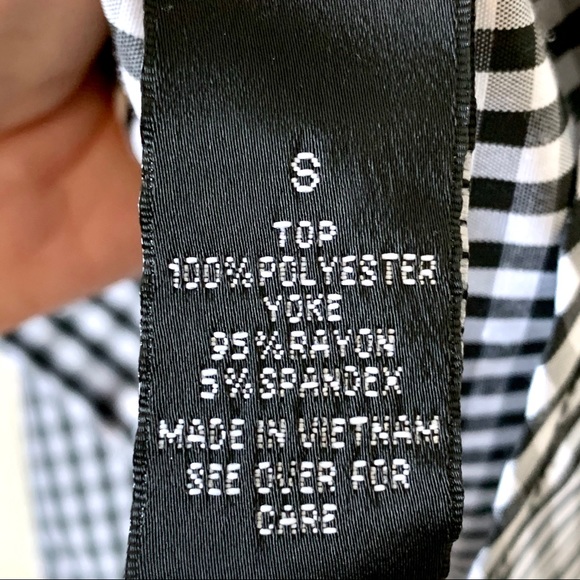 S
TOP
100% POLYESTER
YOKE
95% RAYON
5% SPANDEX
MADE IN VIETNAM
SEE OVER FOR
CARE